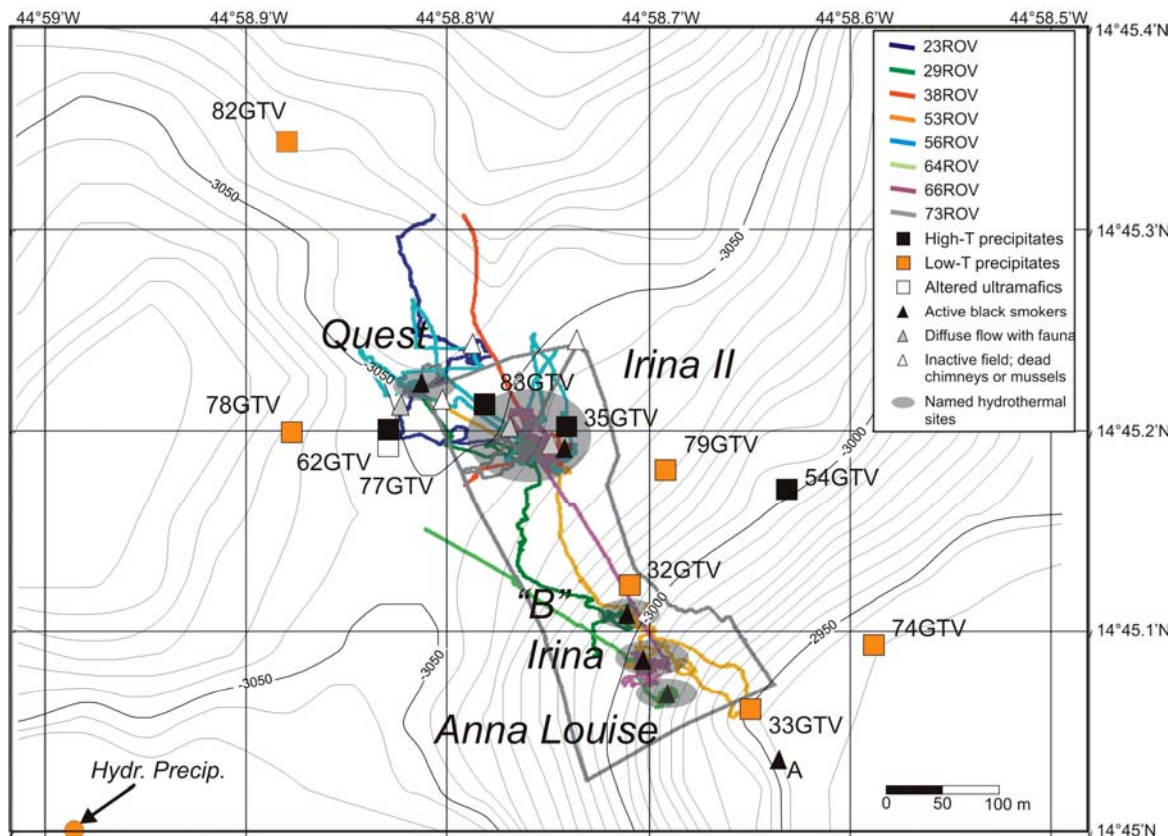 44°59'W 44°58.9'W 44°58.8'W 44°58.7'W 44°58.6'W 44°58.5'W
14°45.4'N
23ROV
29ROV
38ROV
53ROV
56ROV
64ROV
66ROV
73ROV
High-T precipitates
Low-T precipitates
Altered ultramafics
Active black smokers
Diffuse flow with fauna
Inactive field; dead
chimneys or mussels
Named hydrothermal
sites
82GTV
-3050
-3050
14°45.3'N
Quest
Irina II
-3050
83GTV
78GTV
35GTV
14°45.2'N
62GTV
79GTV
-3000
77GTV
54GTV
32GTV
"B"
-3000
-2950
74GTV
14°45.1'N
Irina
-3050
-3050
Anna Louise
33GTV
A
Hydr. Precip.
0 50 100 m
14°45'N